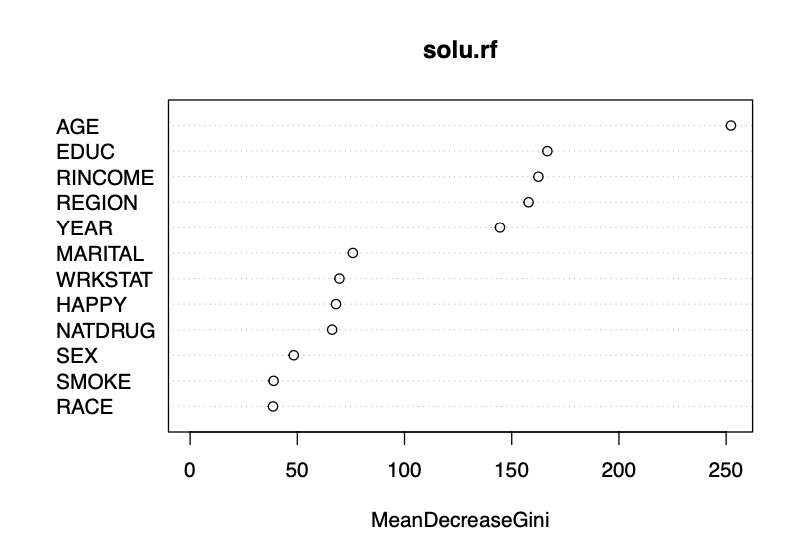 solu.rf
AGE
EDUC
RINCOME
REGION
YEAR
MARITAL
WRKSTAT
HAPPY
NATDRUG
SEX
SMOKE
RACE
0 50 100 150 200 250
MeanDecreaseGini